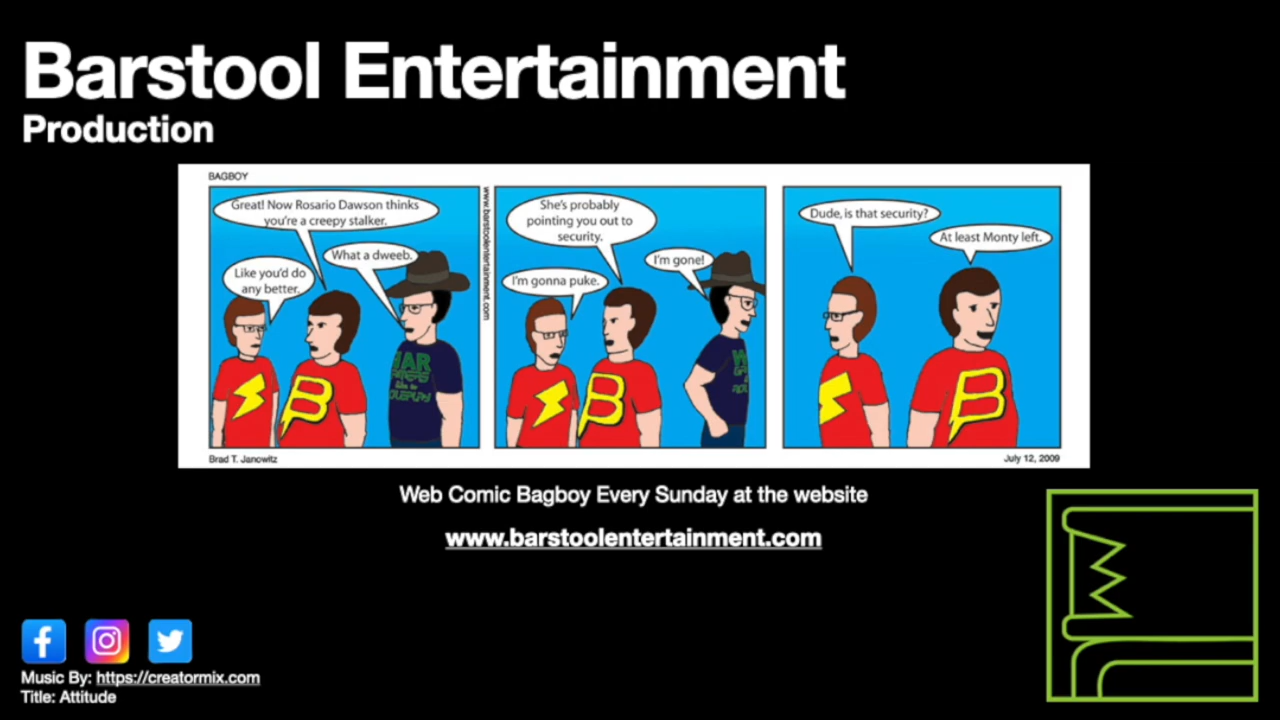 Barstool Entertainment
Production
BAGBOY
Great! Now Rosario Dawson thinks
you're a creepy stalker.
What a dweeb.
Like you'd do
any better.
www.barstoolentertainment.com
She's probably
pointing you out to
security.
I'm gone!
I'm gonna puke.
Dude, is that security?
At least Monty left.
B
B
B
Brad T. Janowitz
July 12, 2009
Web Comic Bagboy Every Sunday at the website
www.barstoolentertainment.com
Music By: https://creatormix.com
Title: Attitude